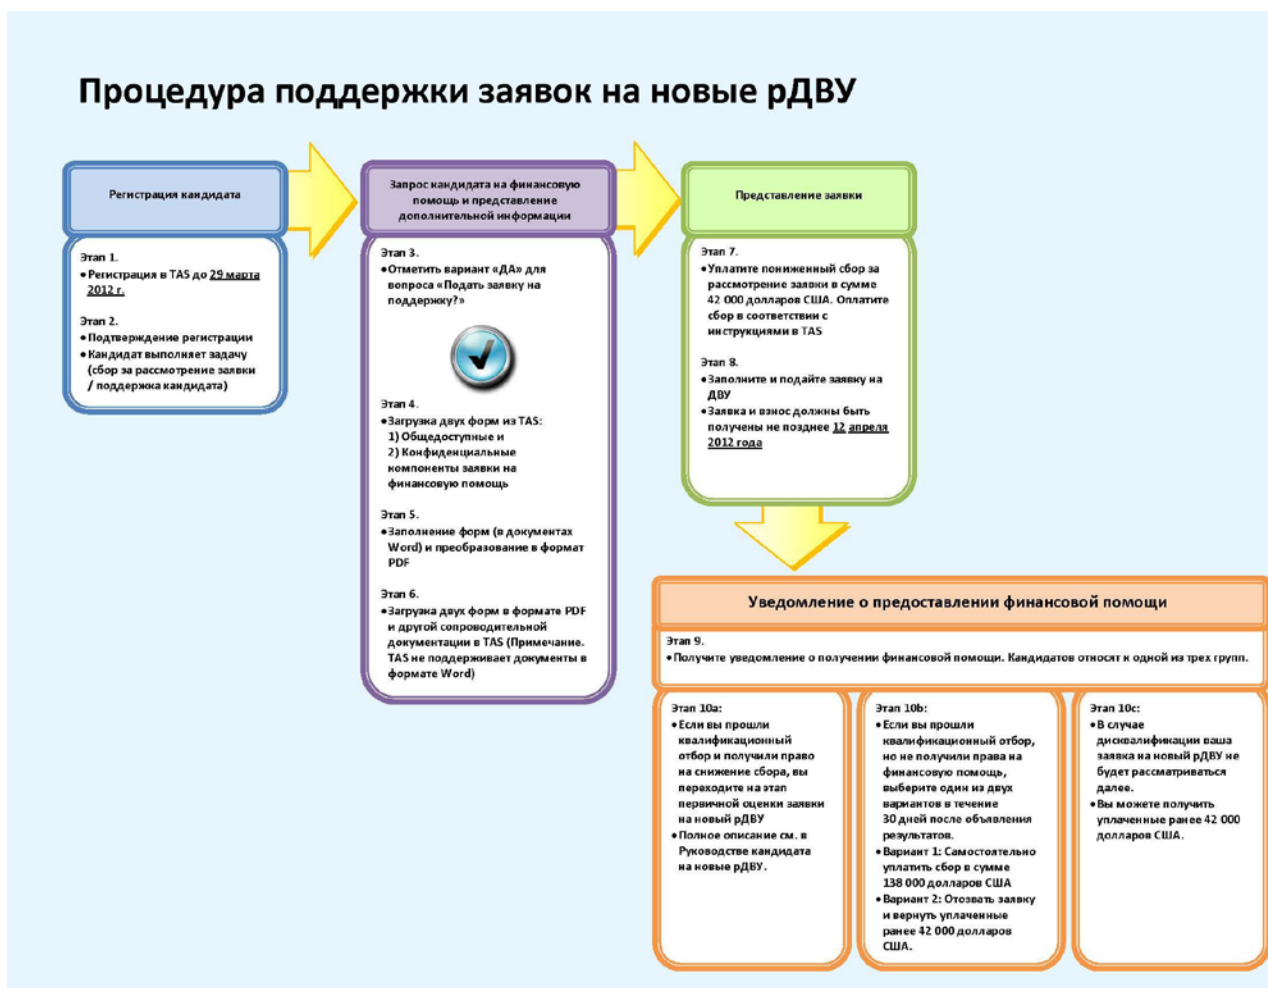 Процедура поддержки заявок на новые рДВУ
Регистрация кандидата
Этап 1.
•Регистрация в TAS до 29 марта
2012 г.
Этап 2.
•Подтверждение регистрации
•Кандидат выполняет задачу
(сбор за рассмотрение заявки
/ поддержка кандидата)
Запрос кандидата на финансовую
помощь и представление
дополнительной информации
Этап 3.
•Отметить вариант «ДА» для
вопроса «Подать заявку на
поддержку?»
Этап 4.
•Загрузка двух форм из TAS:
1) Общедоступные и
2) Конфиденциальные
компоненты заявки на
финансовую помощь
Этап 5.
•Заполнение форм (в документах
Word) и преобразование в формат
PDF
Этап 6.
•Загрузка двух форм в формате PDF
и другой сопроводительной
документации в TAS (Примечание.
TAS не поддерживает документы в
формате Word)
Представление заявки
Этап 7.
•Уплатите пониженный сбор за
рассмотрение заявки в сумме
42 000 долларов США. Оплатите
сбор в соответствии с
инструкциями в TAS
Этап 8.
•Заполните и подайте заявку на
ДВУ
•Заявка и взнос должны быть
получены не позднее 12 апреля
2012 года
Уведомление о предоставлении финансовой помощи
Этап 9.
•Получите уведомление о получении финансовой помощи. Кандидатов относят к одной из трех групп.
Этап 10a:
•Если вы прошли
квалификационный
отбор и получили право
на снижение сбора, вы
переходите на этап
первичной оценки заявки
на новый рДВУ
•Полное описание см. в
Руководстве кандидата
на новые рДВУ.
Этап 10b:
•Если вы прошли
квалификационный отбор,
но не получили права на
финансовую помощь,
выберите один из двух
вариантов в течение
30 дней после объявления
результатов.
•Вариант 1: Самостоятельно
уплатить сбор в сумме
138 000 долларов США
•Вариант 2: Отозвать заявку
и вернуть уплаченные
ранее 42 000 долларов
США.
Этап 10c:
•В случае
дисквалификации ваша
заявка на новый рДВУ не
будет рассматриваться
далее.
•Вы можете получить
уплаченные ранее 42 000
долларов США.